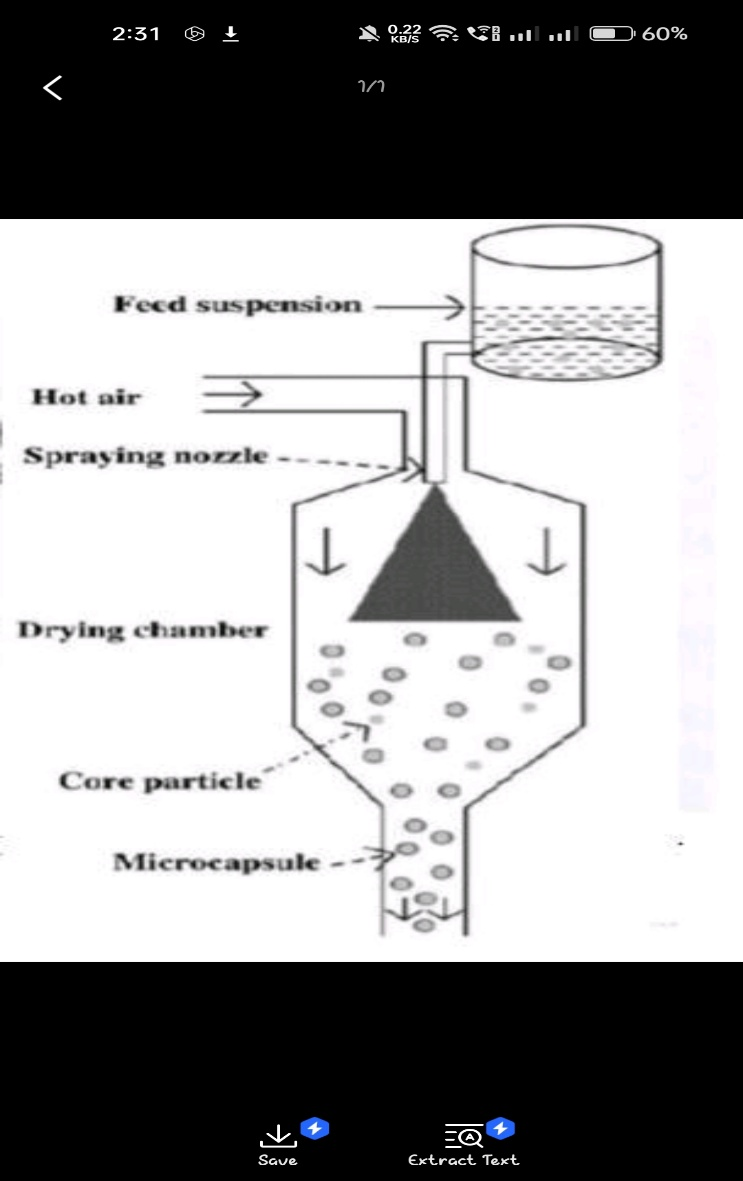 2:31 0.22 KB/S 60%
1/1
Feed suspension
Hot air
Spraying nozzle
Drying chamber
Core particle
Microcapsule
Save Extract Text